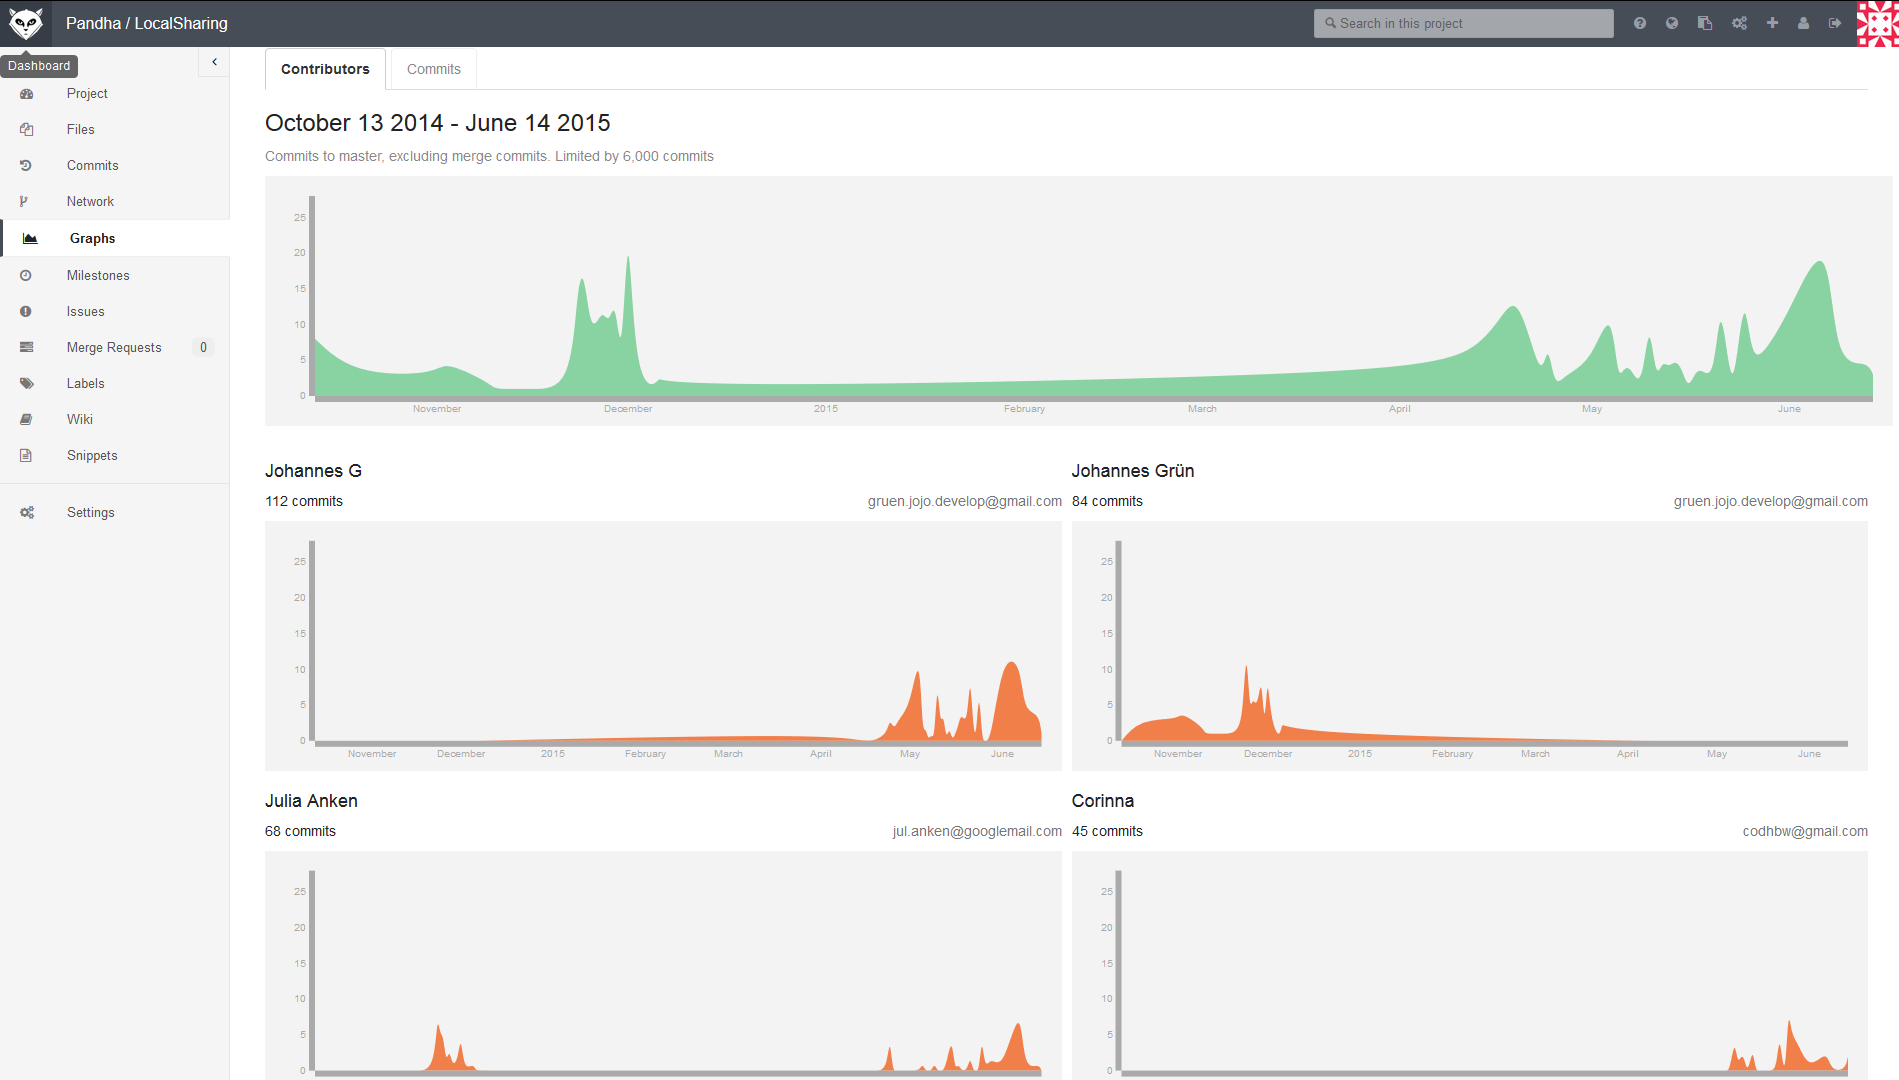 Pandha / LocalSharing
Search in this project
Dashboard
Project
Files
Commits
Network
Graphs
Milestones
Issues
Merge Requests 0
Labels
Wiki
Snippets
Settings
Contributors Commits
October 13 2014 - June 14 2015
Commits to master, excluding merge commits. Limited by 6,000 commits
25
20
15
10
5
0
November December 2015 February March April May June
Johannes G
112 commits gruen.jojo.develop@gmail.com
25
20
15
10
5
0
November December 2015 February March April May June
Johannes Grün
84 commits gruen.jojo.develop@gmail.com
25
20
15
10
5
0
November December 2015 February March April May June
Julia Anken
68 commits jul.anken@googlemail.com
25
20
15
10
5
0
Corinna
45 commits codhbw@gmail.com
25
20
15
10
5
0